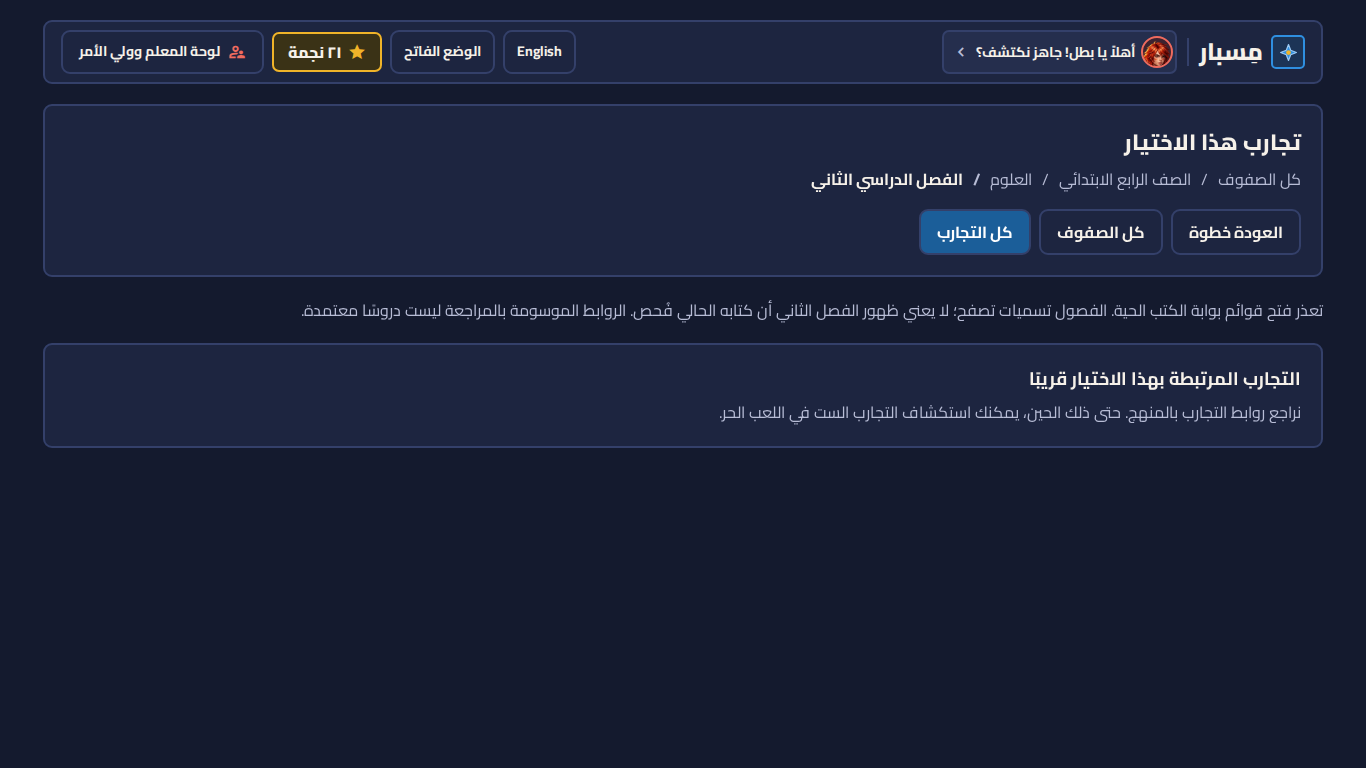 مِسبار
أهلاً يا بطل! جاهز نكتشف؟
English
الوضع الفاتح
٢١ نجمة
لوحة المعلم وولي الأمر
تجارب هذا الاختيار
كل الصفوف / الصف الرابع الابتدائي / العلوم / الفصل الدراسي الثاني
العودة خطوة
كل الصفوف
كل التجارب
تعذر فتح قوائم بوابة الكتب الحية. الفصول تسميات تصفح؛ لا يعني ظهور الفصل الثاني أن كتابه الحالي فُحص. الروابط الموسومة بالمراجعة ليست دروسًا معتمدة.
التجارب المرتبطة بهذا الاختيار قريبًا
نراجع روابط التجارب بالمنهج. حتى ذلك الحين، يمكنك استكشاف التجارب الست في اللعب الحر.